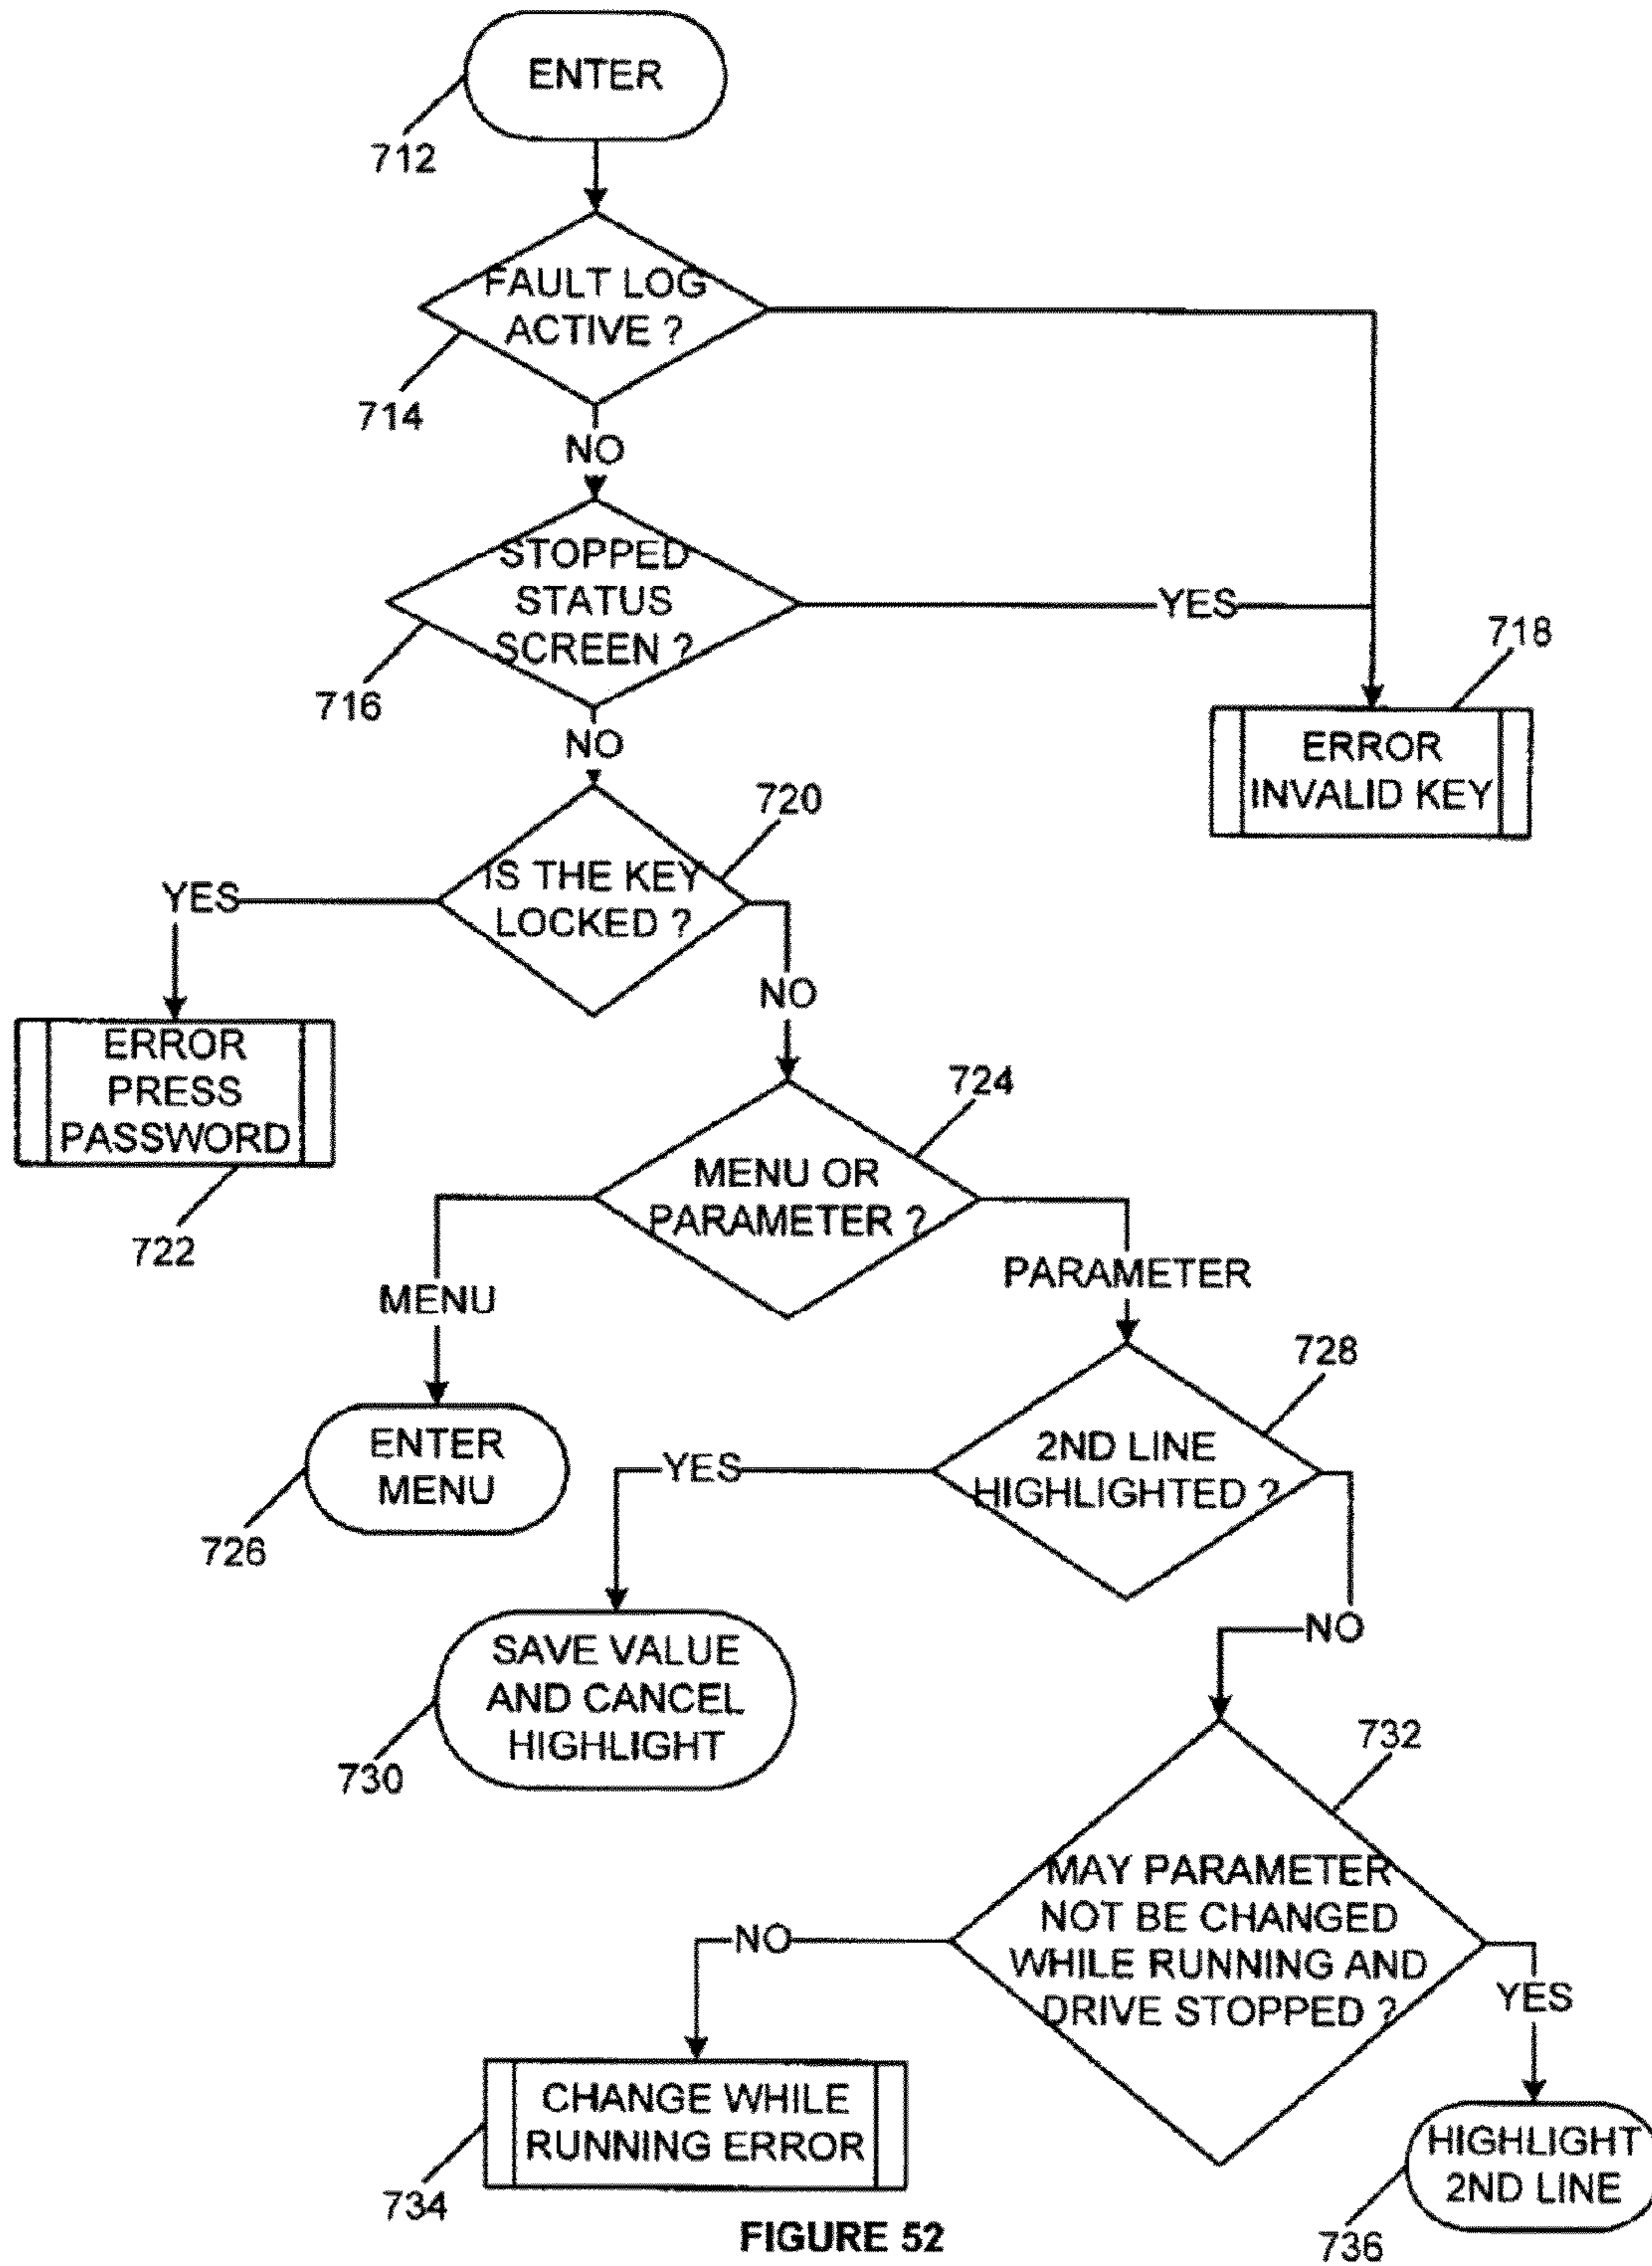 ENTER
712
FAULT LOG
ACTIVE ?
714
NO
STOPPED
STATUS
SCREEN ?
716
YES
718
NO
ERROR
INVALID KEY
720
IS THE KEY
LOCKED ?
YES
NO
ERROR
PRESS
PASSWORD
722
724
MENU OR
PARAMETER ?
MENU
PARAMETER
ENTER
MENU
726
728
2ND LINE
HIGHLIGHTED ?
YES
NO
SAVE VALUE
AND CANCEL
HIGHLIGHT
730
732
MAY PARAMETER
NOT BE CHANGED
WHILE RUNNING AND
DRIVE STOPPED ?
NO
YES
CHANGE WHILE
RUNNING ERROR
734
HIGHLIGHT
2ND LINE
736
FIGURE 52